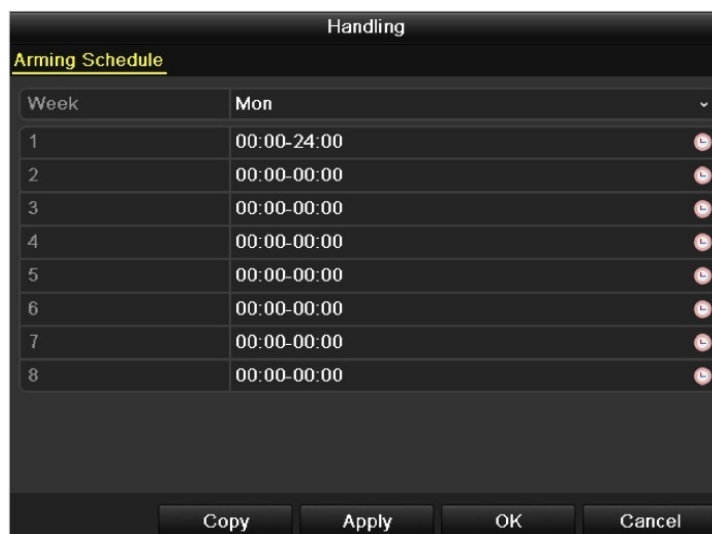 Handling
Arming Schedule
Week Mon
1 00:00-24:00
2 00:00-00:00
3 00:00-00:00
4 00:00-00:00
5 00:00-00:00
6 00:00-00:00
7 00:00-00:00
8 00:00-00:00
Copy Apply OK Cancel